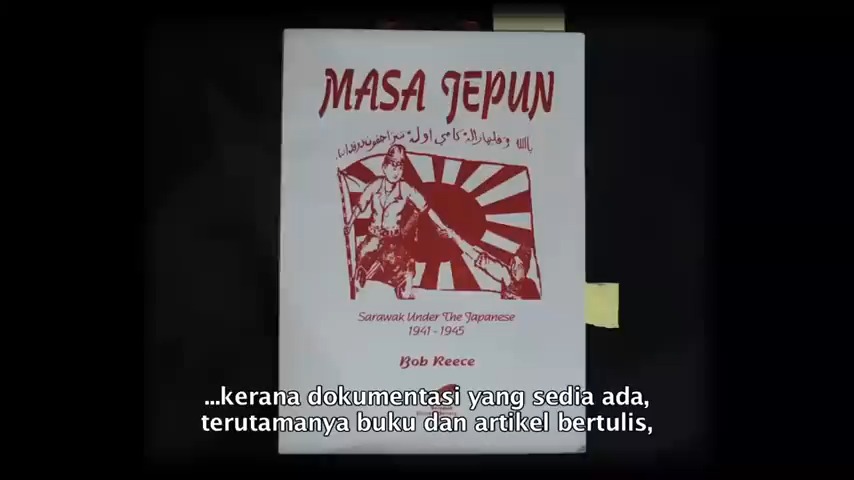 MASA JEPUN
Sarawak Under The Japanese
1941 - 1945
Bob Reece
...kerana dokumentasi yang sedia ada,
terutamanya buku dan artikel bertulis,